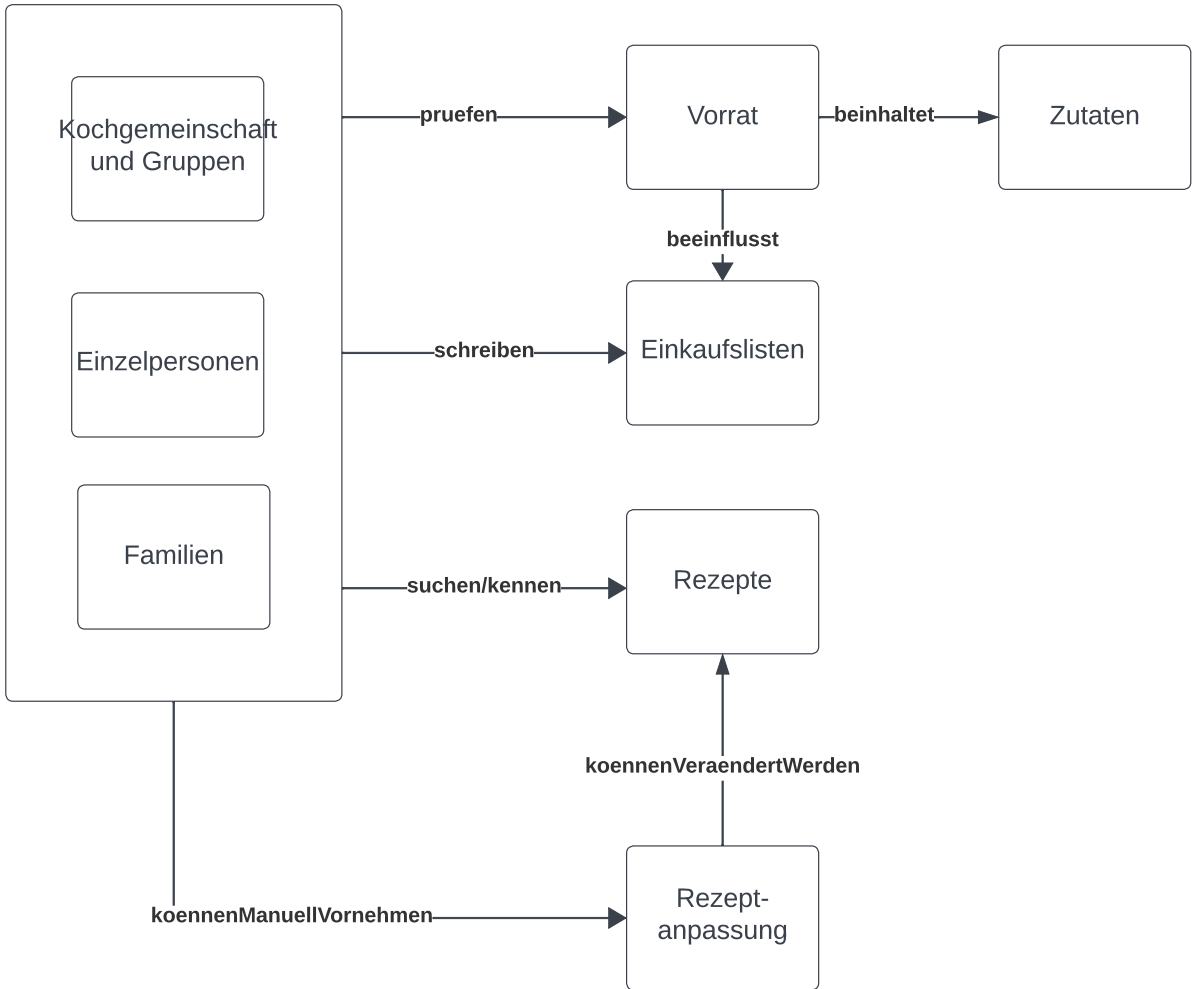 Kochgemeinschaft
und Gruppen
pruefen
Vorrat
beinhaltet
Zutaten
beeinflusst
Einzelpersonen
schreiben
Einkaufslisten
Familien
suchen/kennen
Rezepte
koennenVeraendertWerden
koennenManuellVornehmen
Rezept-
anpassung